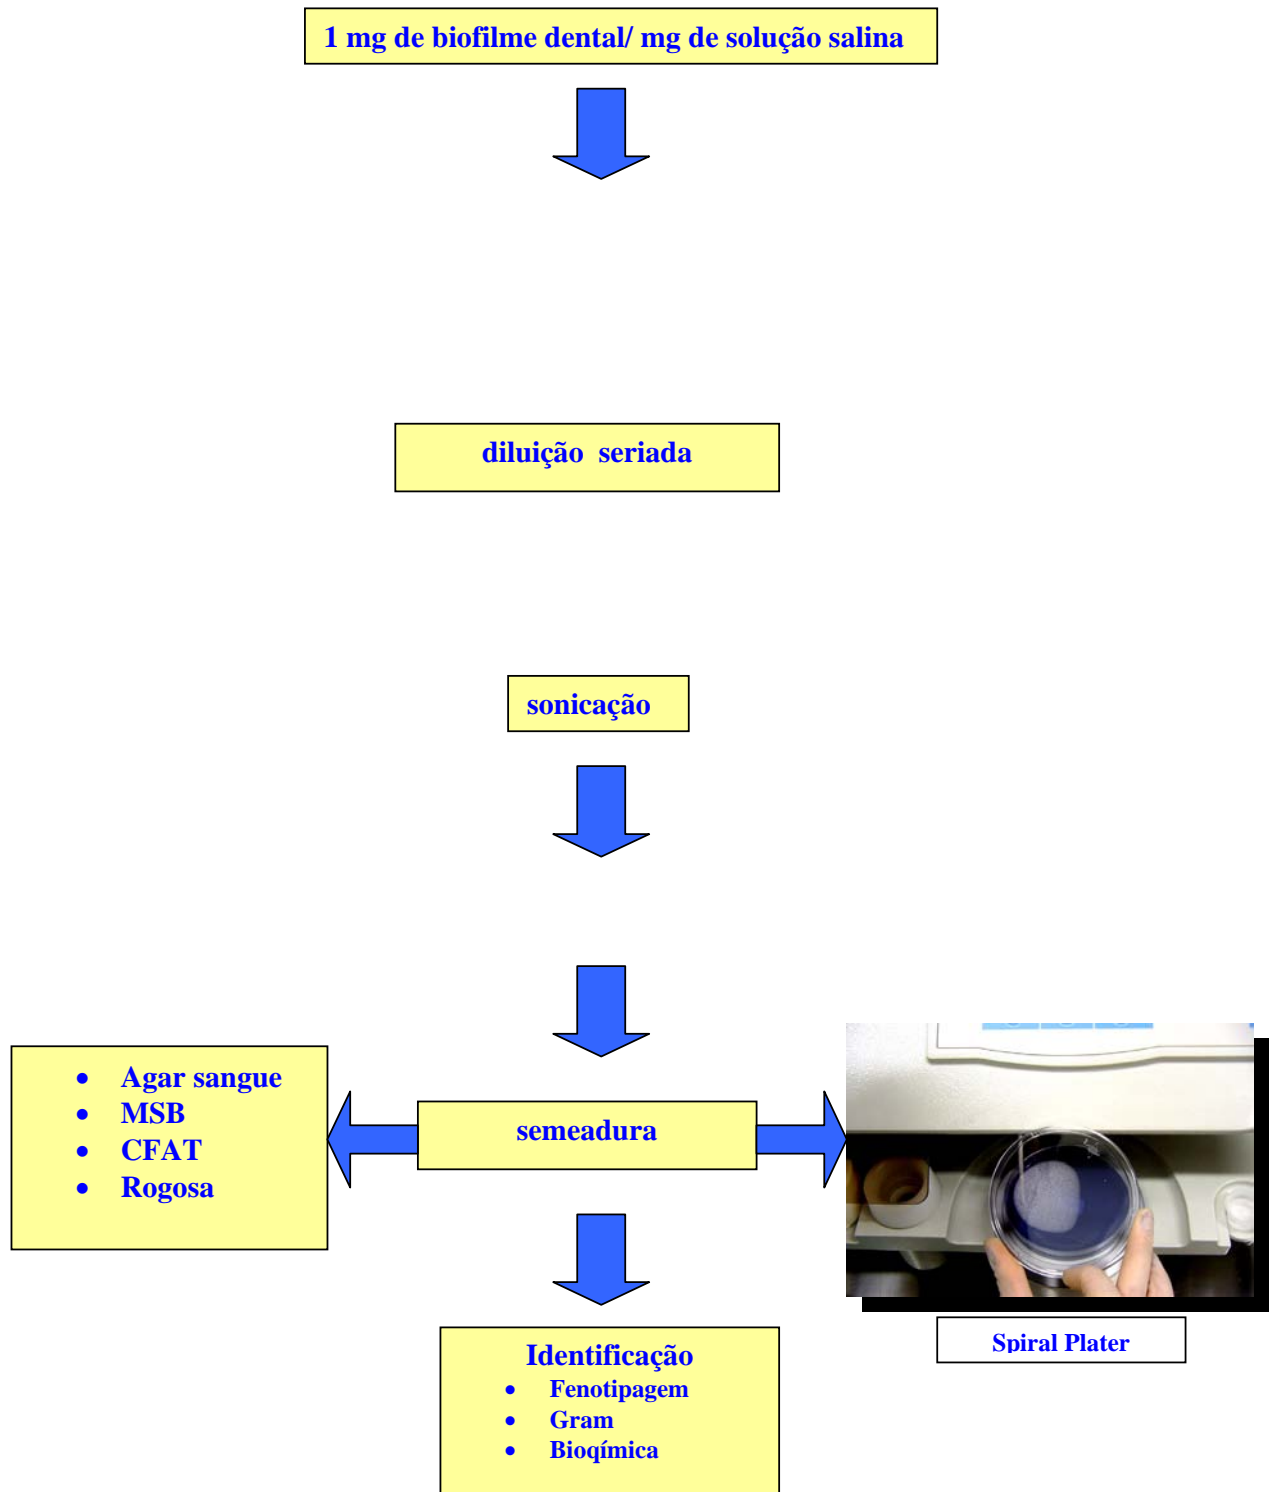 1 mg de biofilme dental/ mg de solução salina
diluição seriada
sonicação
• Agar sangue
• MSB
• CFAT
• Rogosa
semeadura
Spiral Plater
Identificação
• Fenotipagem
• Gram
• Bioqímica